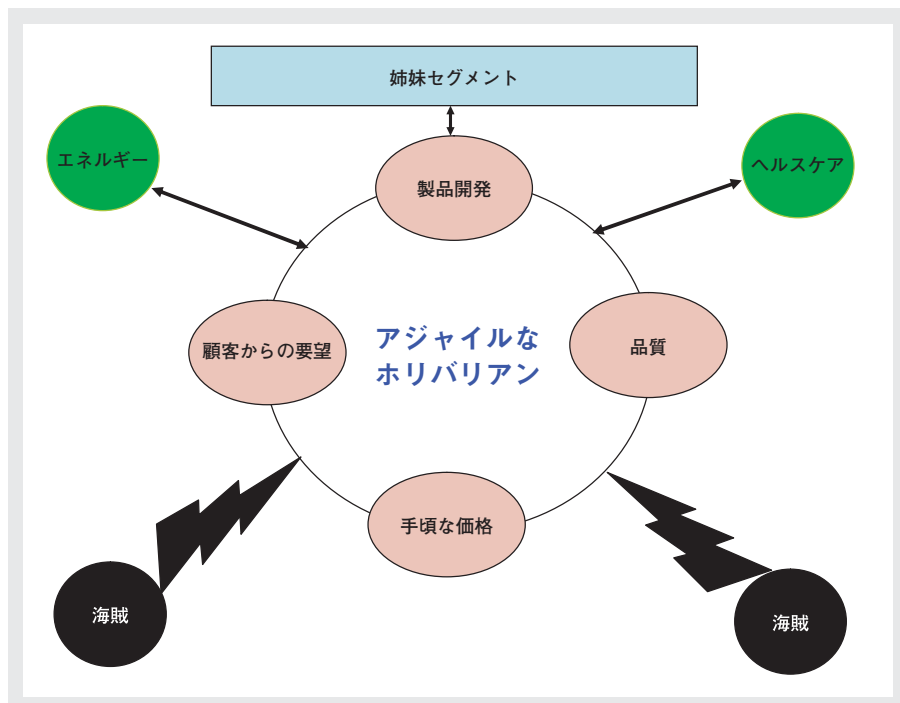 姉妹セグメント
エネルギー
ヘルスケア
製品開発
顧客からの要望
アジャイルな
ホリバリアン
品質
手頃な価格
海賊
海賊